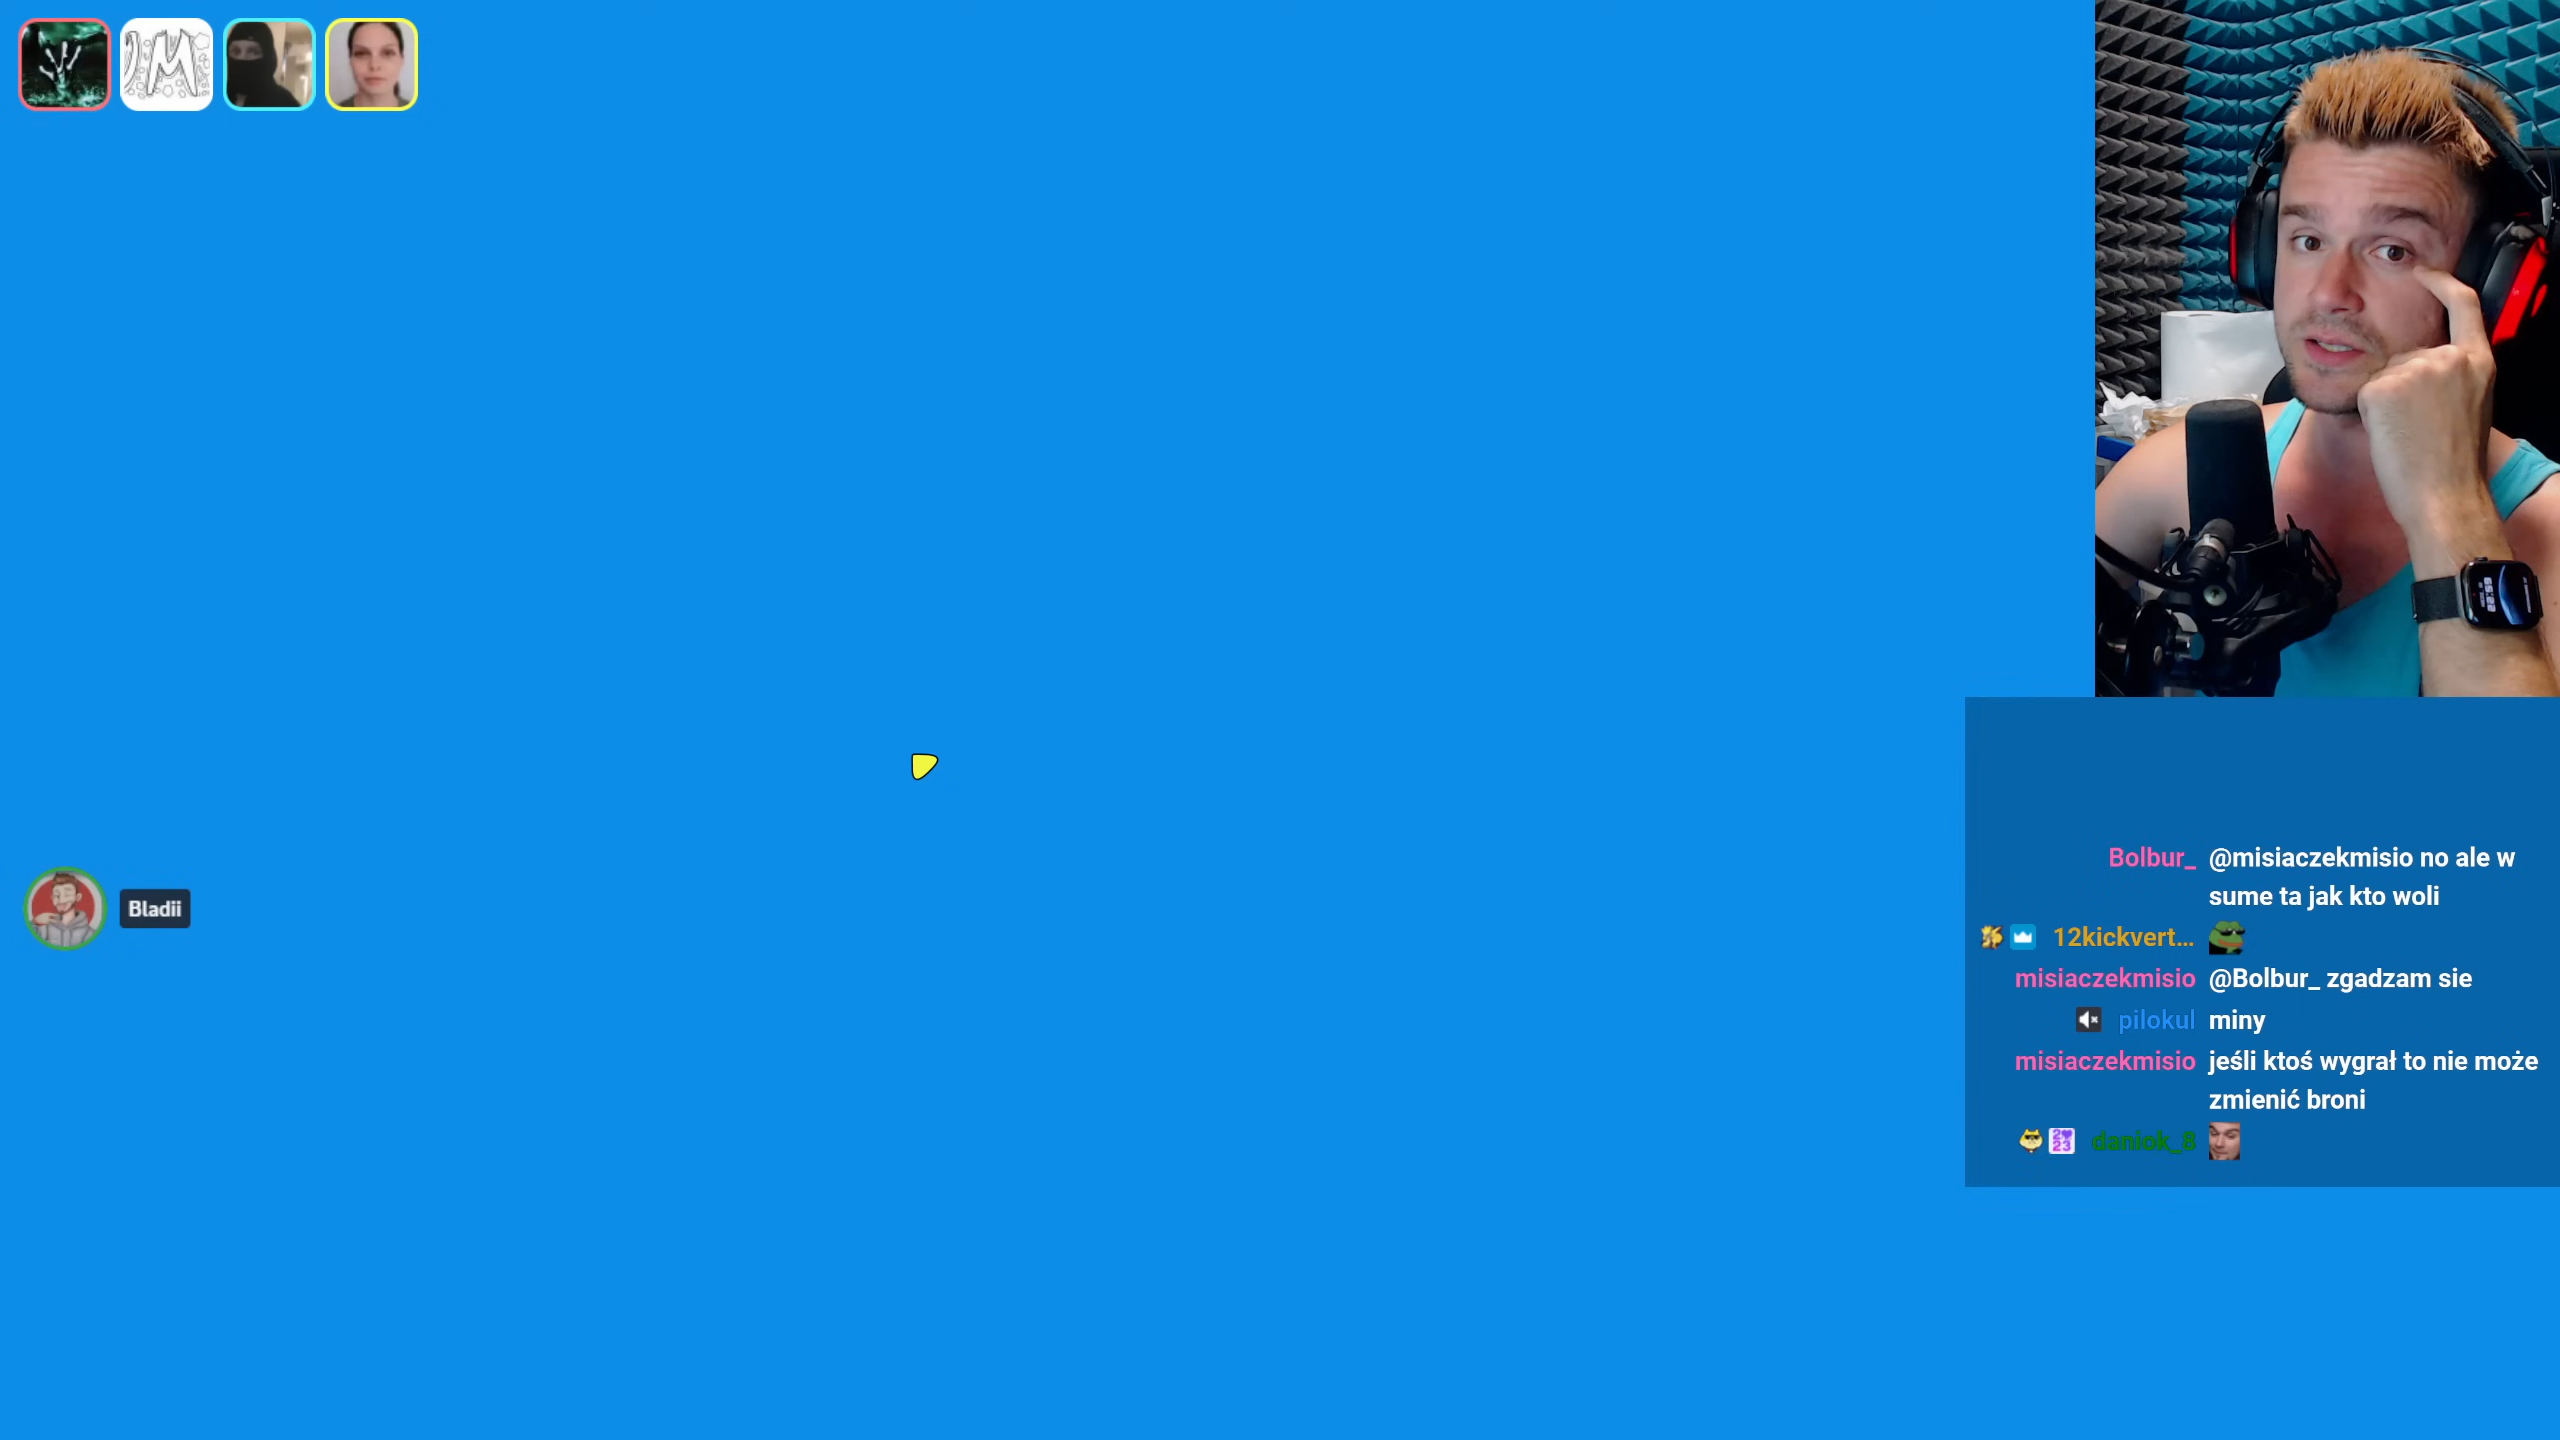 M
Bladii
Bolbur_ @misiaczekmisio no ale w
sume ta jak kto woli
12kickvert...
misiaczekmisio @Bolbur_ zgadzam sie
pilokul miny
misiaczekmisio jeśli ktoś wygrał to nie może
zmienić broni
daniok_8